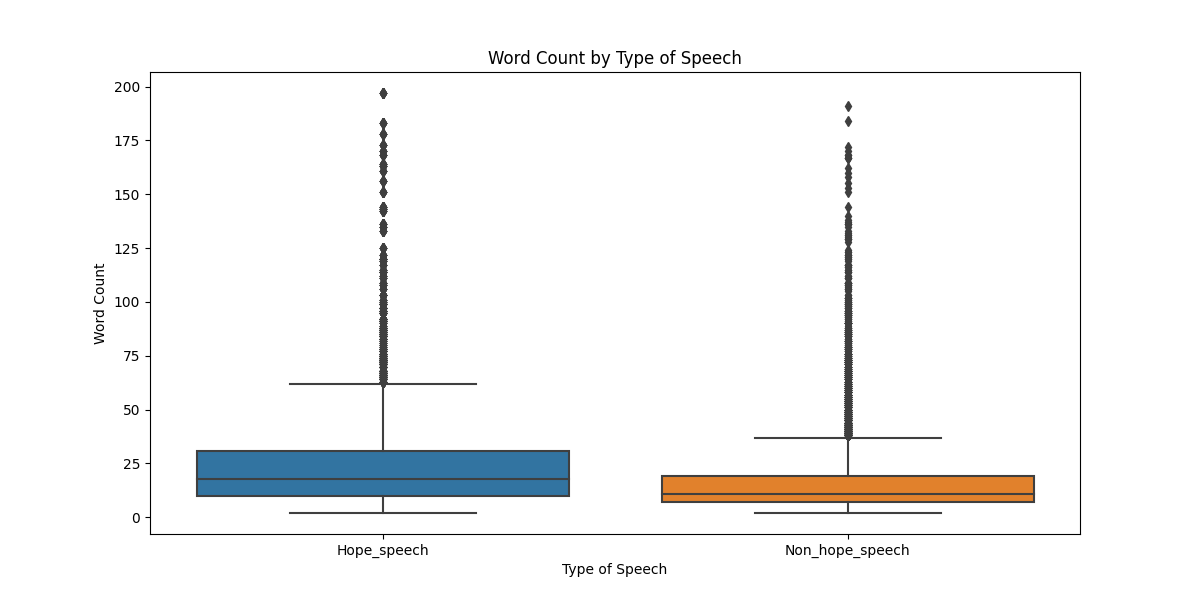 Word Count by Type of Speech
200
175
150
125
100
75
50
25
0
Word Count
Hope_speech
Non_hope_speech
Type of Speech